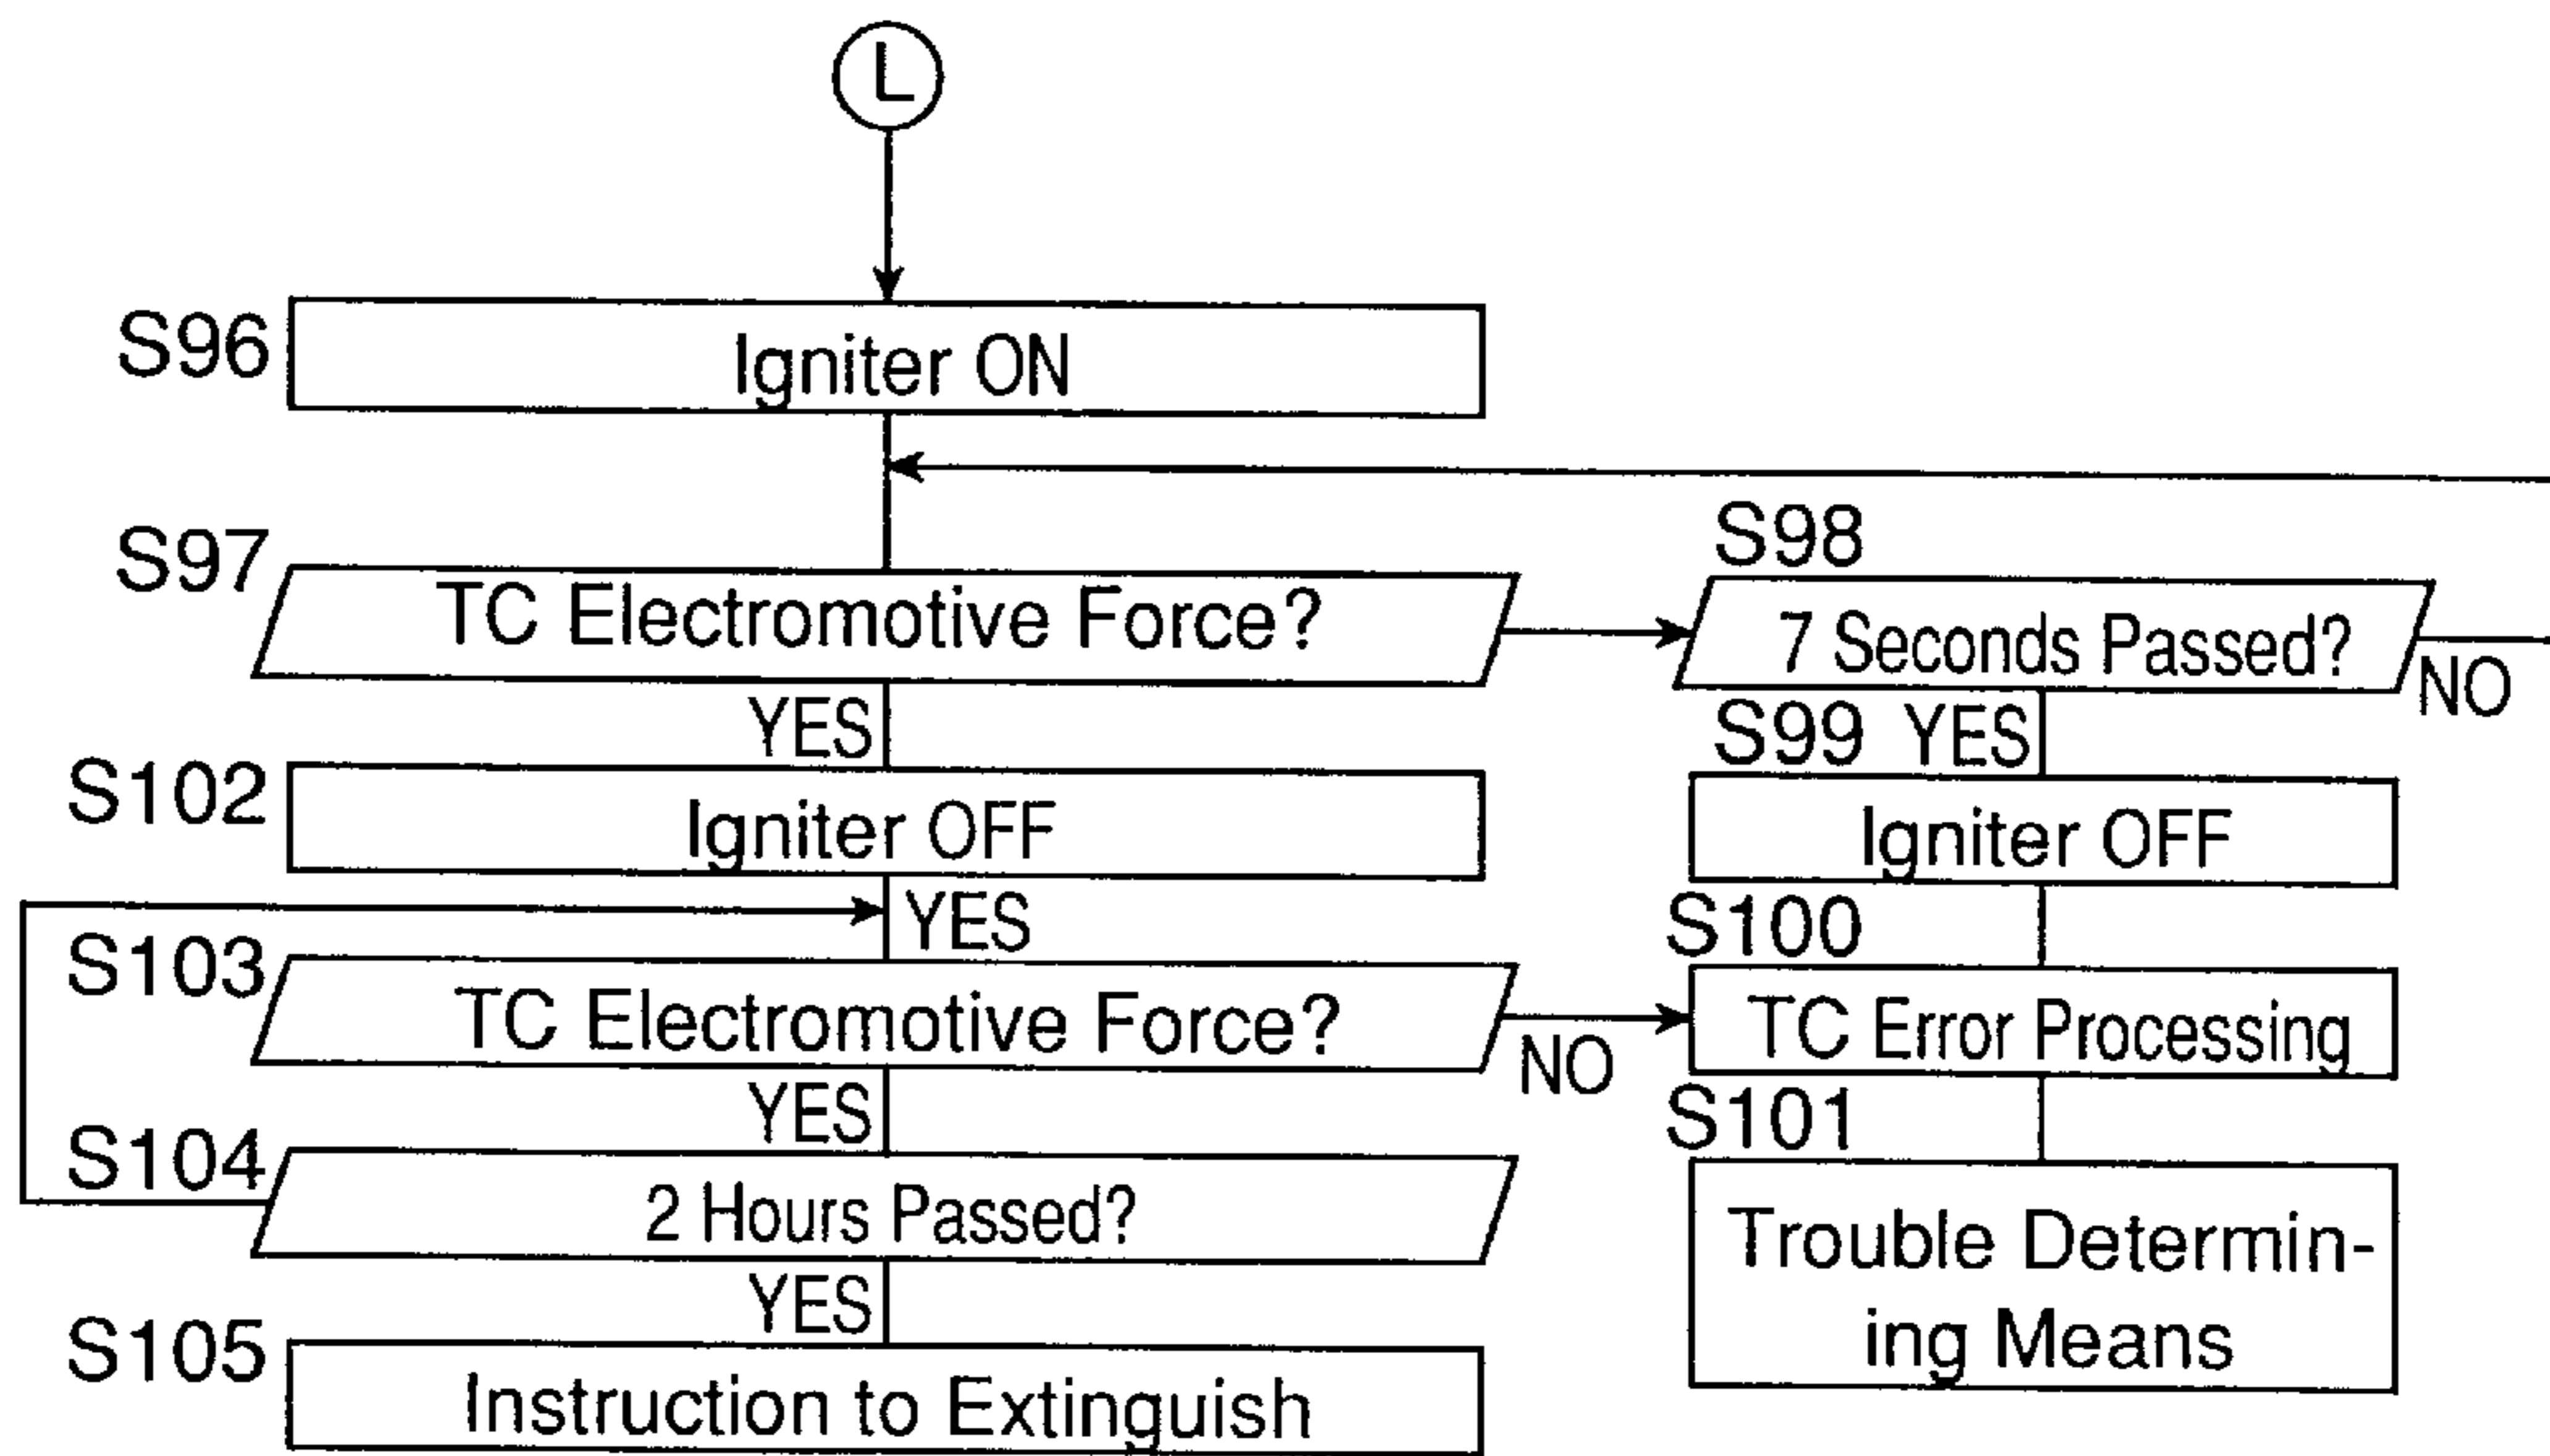 L
S96
Igniter ON
S97
TC Electromotive Force?
S98
7 Seconds Passed?
NO
YES
S99
YES
S102
Igniter OFF
Igniter OFF
YES
S100
S103
TC Electromotive Force?
NO
TC Error Processing
YES
S101
S104
2 Hours Passed?
Trouble Determin-
ing Means
YES
S105
Instruction to Extinguish